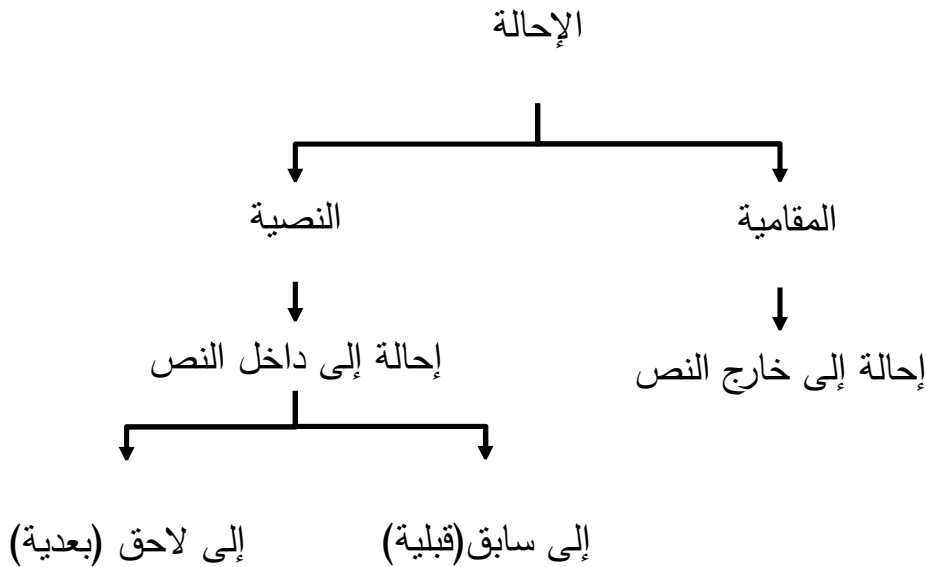 الإحالة
المقامية
النصية
إحالة إلى خارج النص
إحالة إلى داخل النص
إلى سابق(قبلية)
إلى لاحق (بعدية)